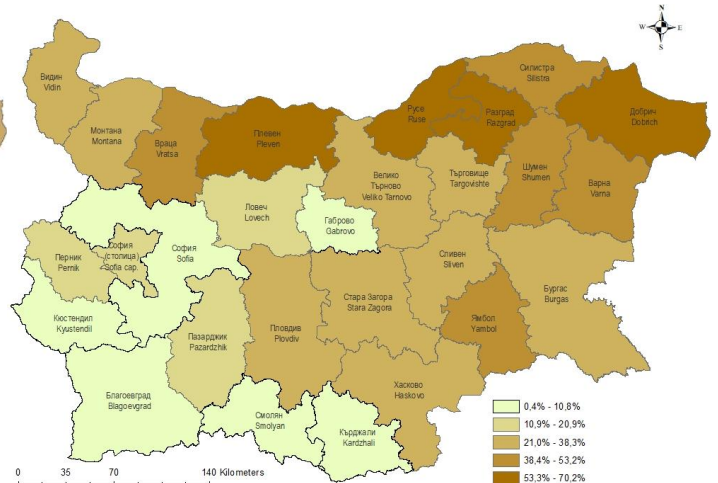 N
W
E
S
Видин
Vidin
Монтана
Montana
Враца
Vratsa
Плевен
Pleven
Русе
Ruse
Разград
Razgrad
Силистра
Silistra
Добрич
Dobrich
Велико
Търново
Veliko Tarnovo
Търговище
Targovishte
Шумен
Shumen
Варна
Varna
Ловеч
Lovech
Габрово
Gabrovo
Перник
Pernik
София
(столица)
Sofia cap.
София
Sofia
Сливен
Sliven
Бургас
Burgas
Кюстендил
Kyustendil
Пазарджик
Pazardzhik
Пловдив
Plovdiv
Стара Загора
Stara Zagora
Ямбол
Yambol
Благоевград
Blagoevgrad
Смолян
Smolyan
Кърджали
Kardzhali
Хасково
Haskovo
0,4% - 10,8%
10,9% - 20,9%
21,0% - 38,3%
38,4% - 53,2%
53,3% - 70,2%
0 35 70 140 Kilometers